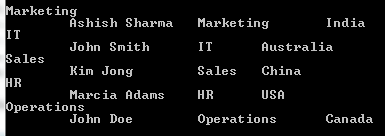 Marketing
Ashish Sharma Marketing India
IT
John Smith IT Australia
Sales
Kim Jong Sales China
HR
Marcia Adams HR USA
Operations
John Doe Operations Canada